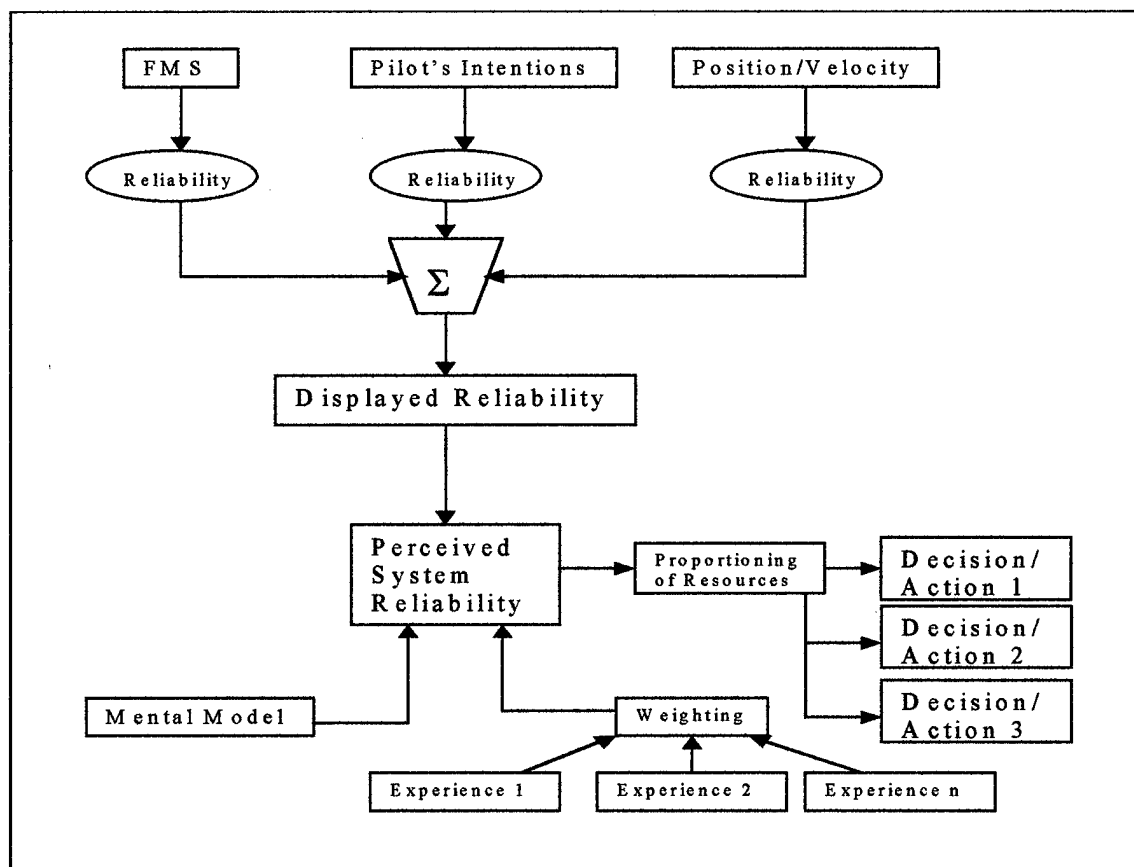 FMS
Pilot's Intentions
Position/Velocity
Reliability
Reliability
Reliability
Σ
Displayed Reliability
Perceived
System
Reliability
Proportioning
of Resources
Decision/
Action 1
Decision/
Action 2
Decision/
Action 3
Mental Model
Weighting
Experience 1
Experience 2
Experience n